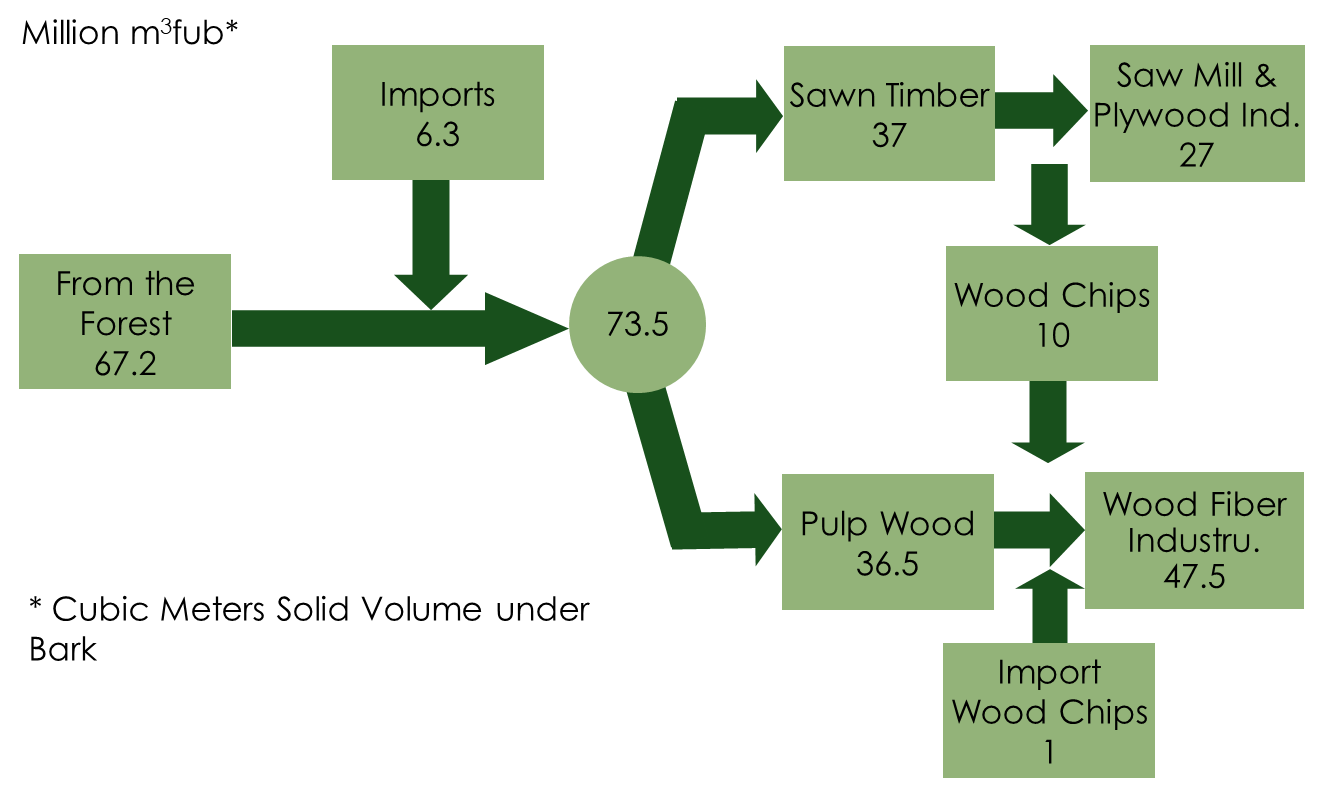 Million m³fub*
Imports
6.3
From the
Forest
67.2
73.5
Sawn Timber
37
Saw Mill &
Plywood Ind.
27
Wood Chips
10
Pulp Wood
36.5
Wood Fiber
Industru.
47.5
Import
Wood Chips
1
* Cubic Meters Solid Volume under
Bark